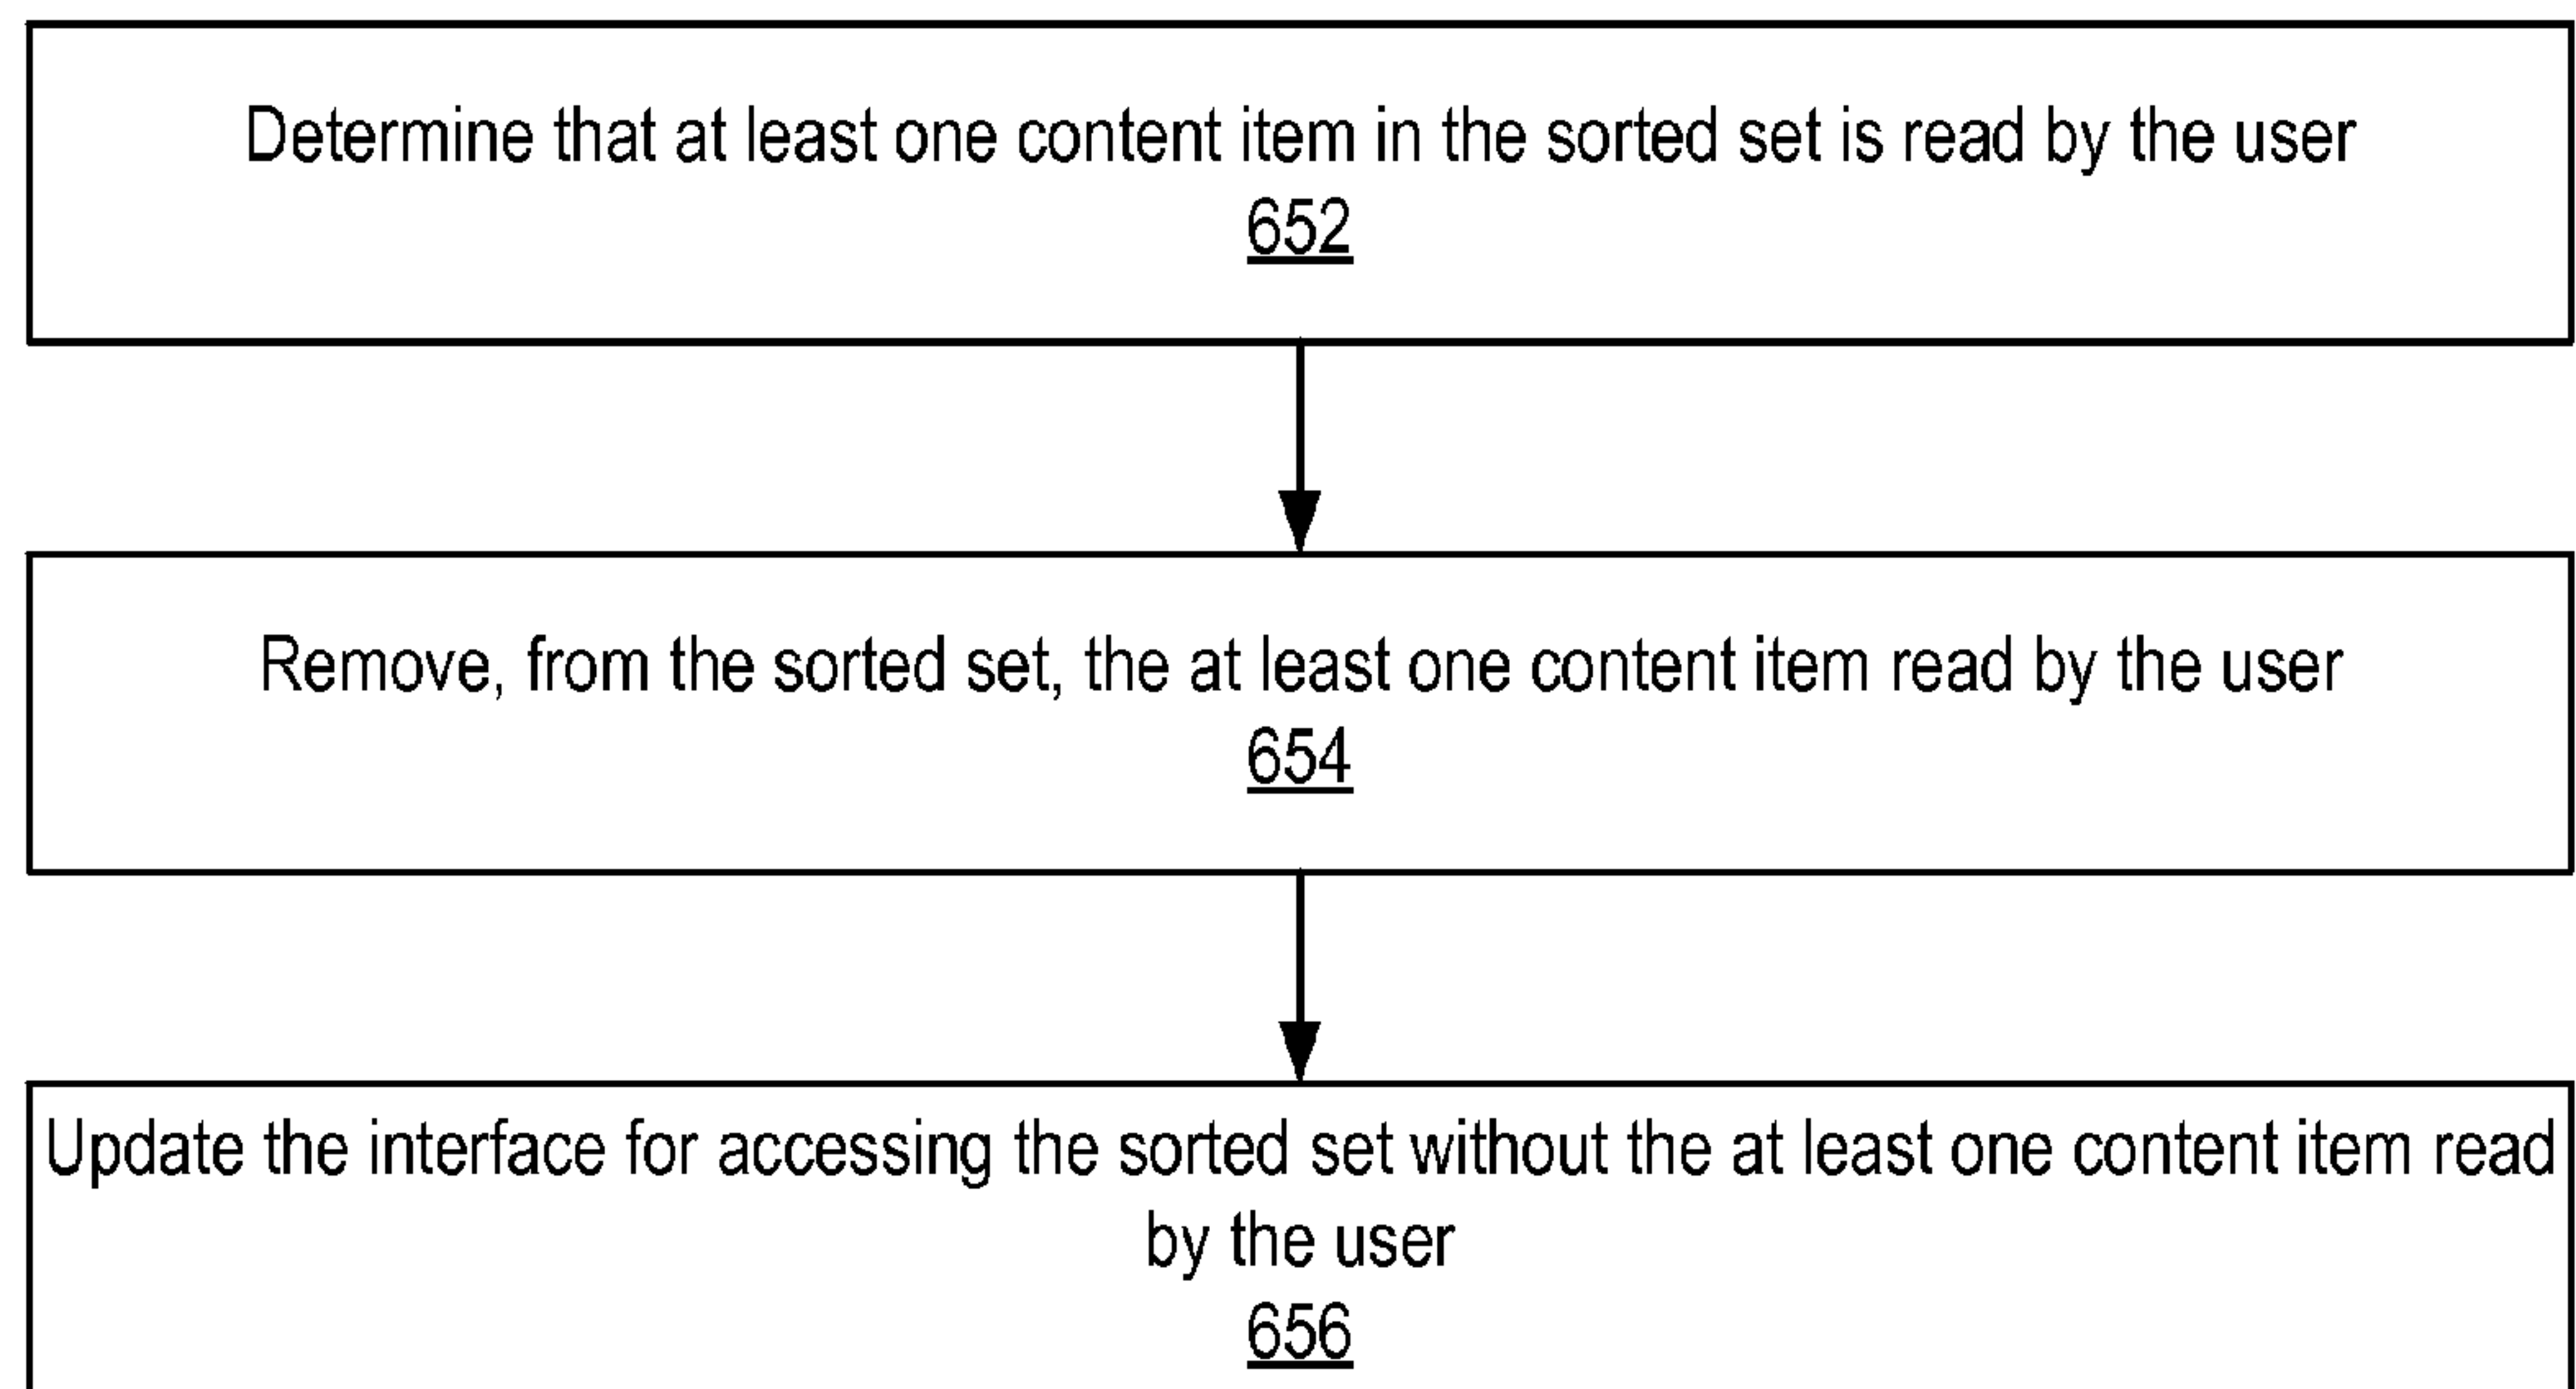 Determine that at least one content item in the sorted set is read by the user
652
Remove, from the sorted set, the at least one content item read by the user
654
Update the interface for accessing the sorted set without the at least one content item read
by the user
656